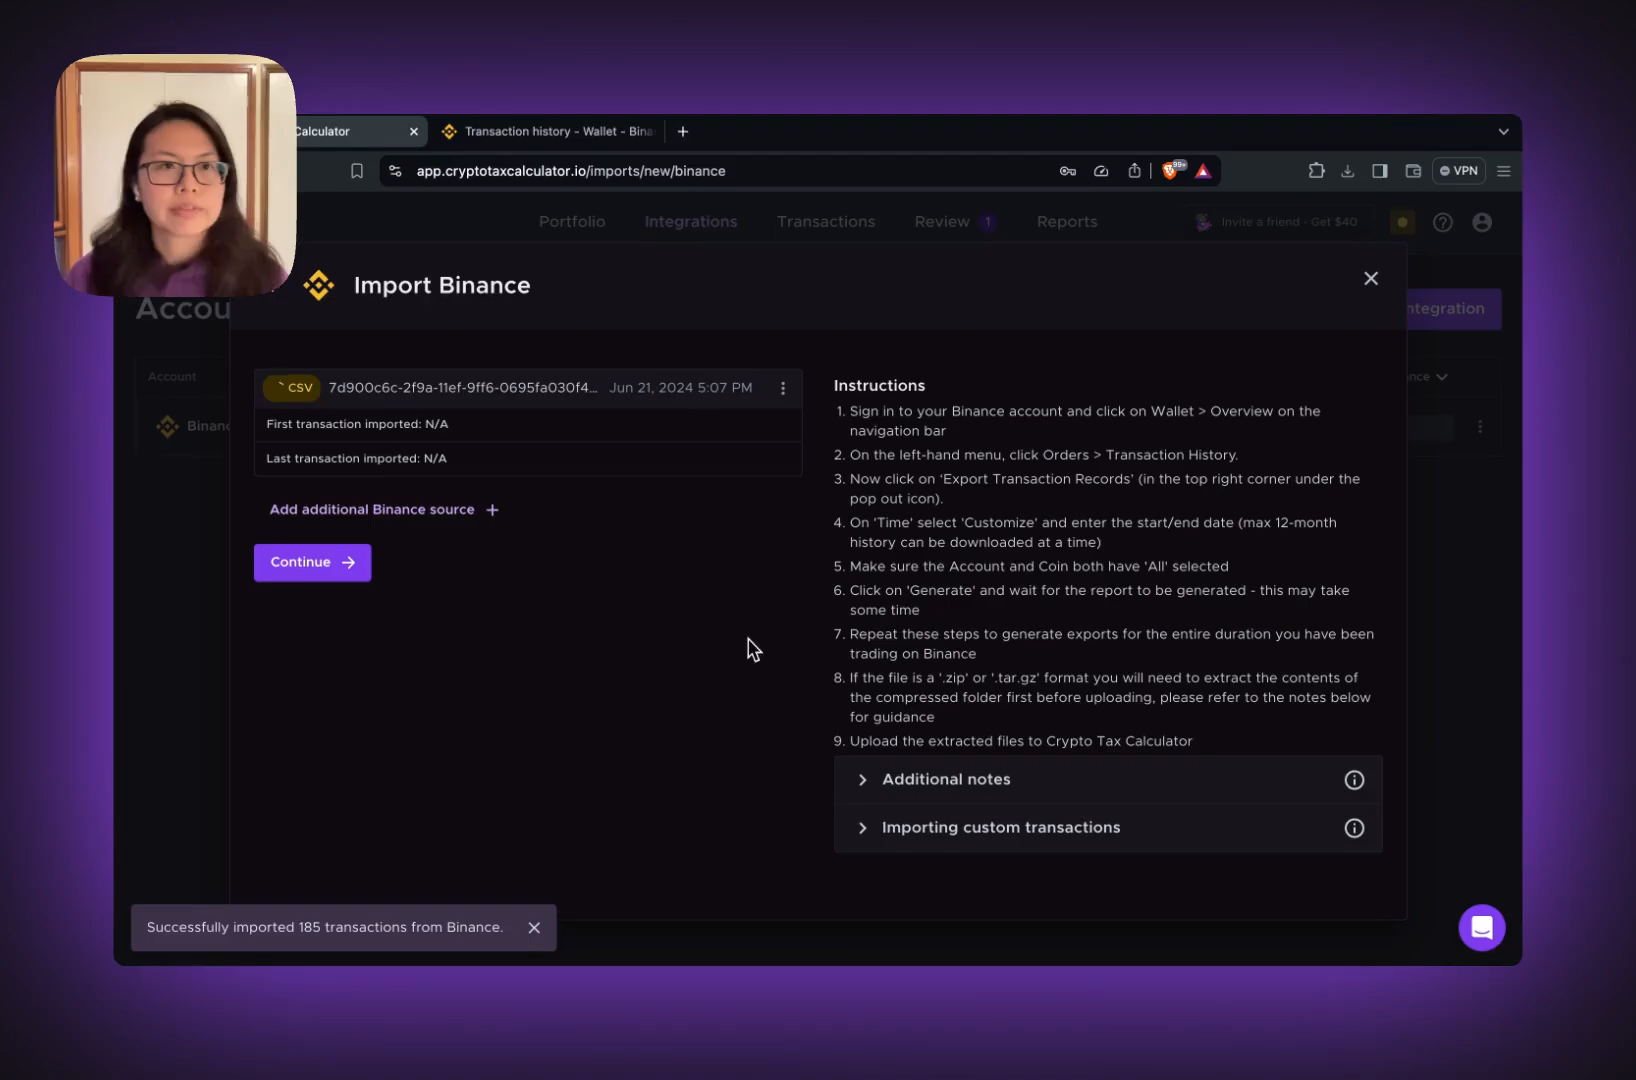 Calculator
Transaction history - Wallet - Bina
app.cryptotaxcalculator.io/imports/new/binance
99+
VPN
Portfolio
Integrations
Transactions
Review 1
Reports
Invite a friend - Get $40
Accou
ntegration
Import Binance
Account
nce
Binanc
CSV 7d900c6c-2f9a-11ef-9ff6-0695fa030f4... Jun 21, 2024 5:07 PM
First transaction imported: N/A
Last transaction imported: N/A
Add additional Binance source +
Continue →
Instructions
1. Sign in to your Binance account and click on Wallet > Overview on the
navigation bar
2. On the left-hand menu, click Orders > Transaction History.
3. Now click on 'Export Transaction Records' (in the top right corner under the
pop out icon).
4. On 'Time' select 'Customize' and enter the start/end date (max 12-month
history can be downloaded at a time)
5. Make sure the Account and Coin both have 'All' selected
6. Click on 'Generate' and wait for the report to be generated - this may take
some time
7. Repeat these steps to generate exports for the entire duration you have been
trading on Binance
8. If the file is a '.zip' or '.tar.gz' format you will need to extract the contents of
the compressed folder first before uploading, please refer to the notes below
for guidance
9. Upload the extracted files to Crypto Tax Calculator
Additional notes
Importing custom transactions
Successfully imported 185 transactions from Binance.